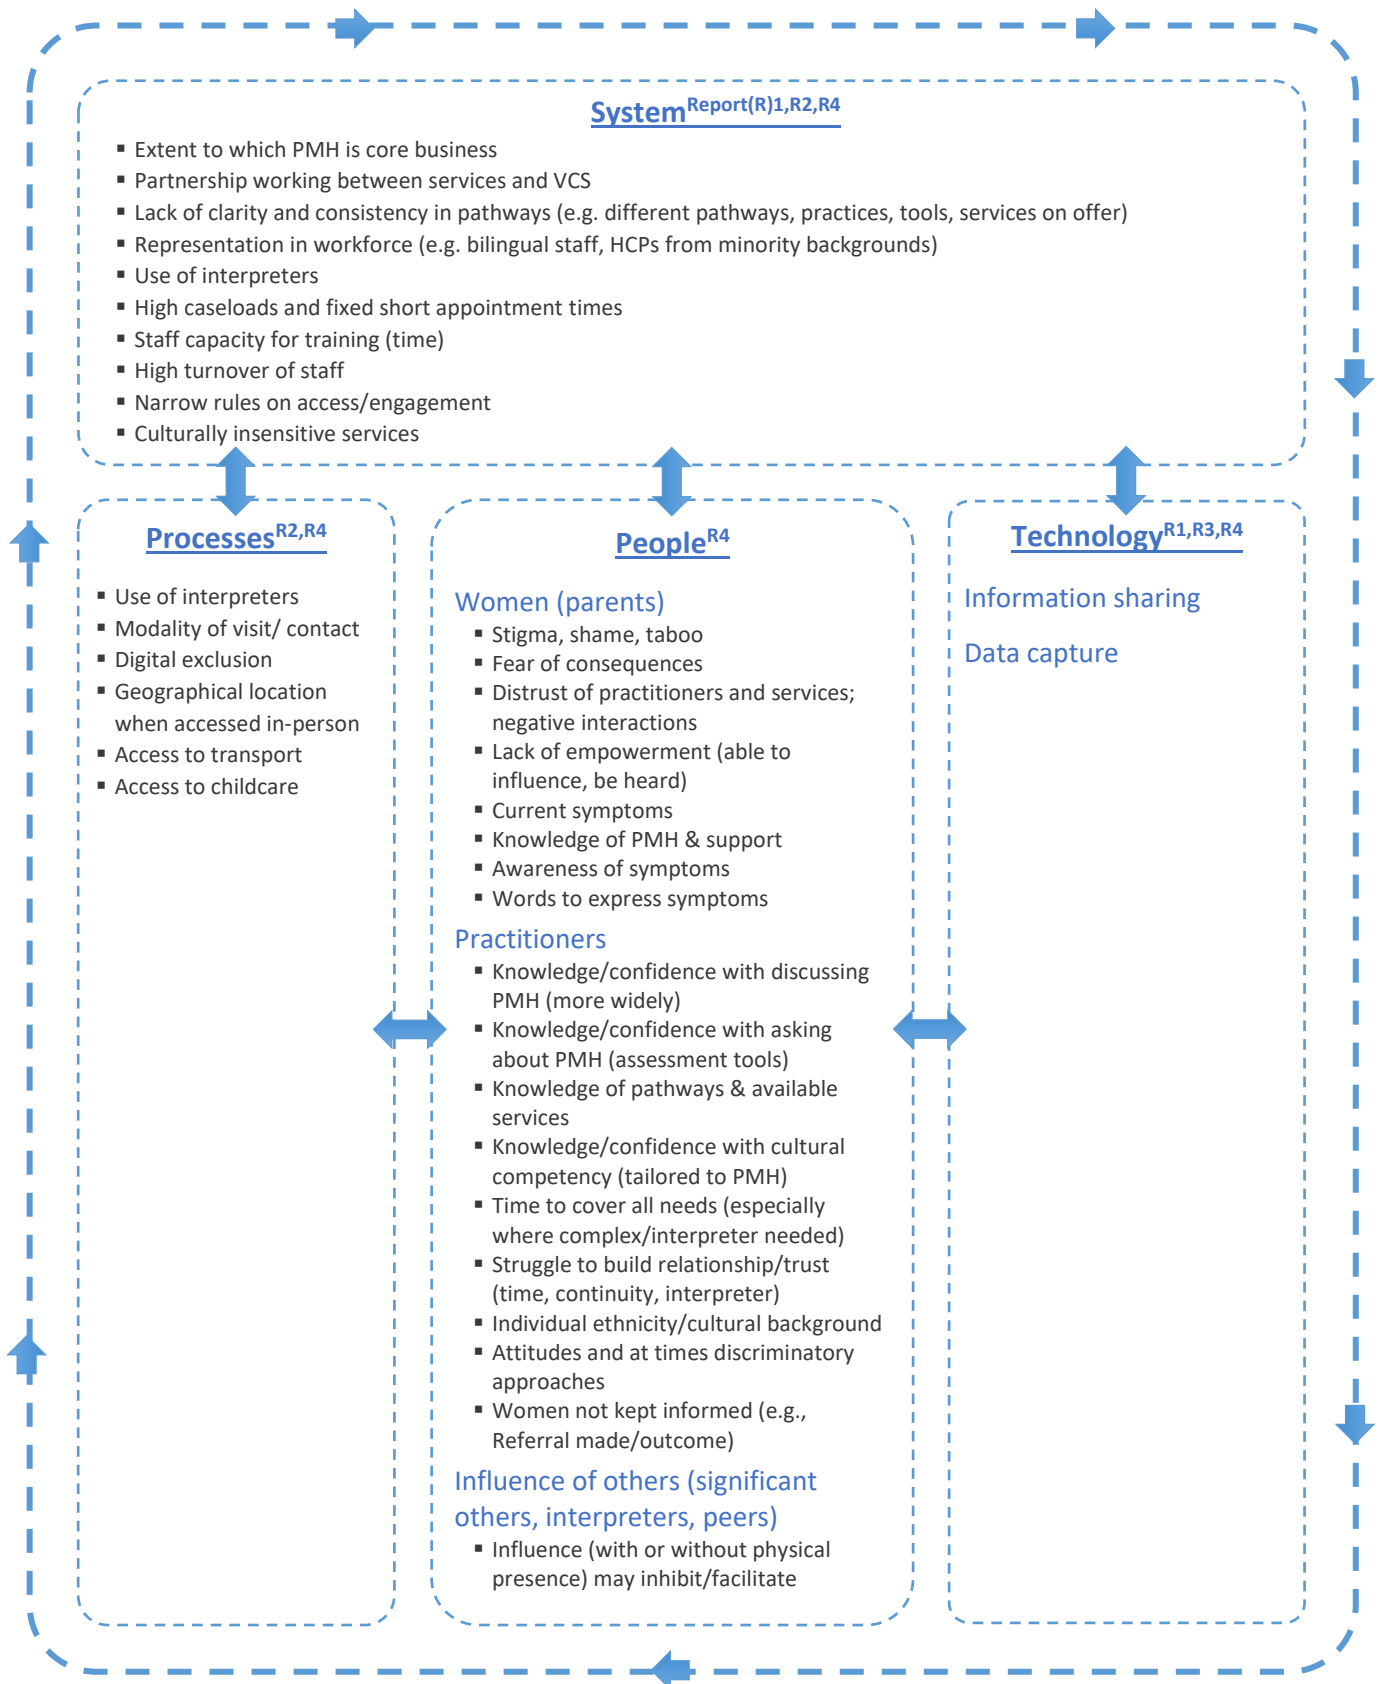 System^Report(R)1,R2,R4
▪ Extent to which PMH is core business
▪ Partnership working between services and VCS
▪ Lack of clarity and consistency in pathways (e.g. different pathways, practices, tools, services on offer)
▪ Representation in workforce (e.g. bilingual staff, HCPs from minority backgrounds)
▪ Use of interpreters
▪ High caseloads and fixed short appointment times
▪ Staff capacity for training (time)
▪ High turnover of staff
▪ Narrow rules on access/engagement
▪ Culturally insensitive services
Processes^R2,R4
▪ Use of interpreters
▪ Modality of visit/ contact
▪ Digital exclusion
▪ Geographical location
when accessed in-person
▪ Access to transport
▪ Access to childcare
People^R4
Women (parents)
▪ Stigma, shame, taboo
▪ Fear of consequences
▪ Distrust of practitioners and services;
negative interactions
▪ Lack of empowerment (able to
influence, be heard)
▪ Current symptoms
▪ Knowledge of PMH & support
▪ Awareness of symptoms
▪ Words to express symptoms
Practitioners
▪ Knowledge/confidence with discussing
PMH (more widely)
▪ Knowledge/confidence with asking
about PMH (assessment tools)
▪ Knowledge of pathways & available
services
▪ Knowledge/confidence with cultural
competency (tailored to PMH)
▪ Time to cover all needs (especially
where complex/interpreter needed)
▪ Struggle to build relationship/trust
(time, continuity, interpreter)
▪ Individual ethnicity/cultural background
▪ Attitudes and at times discriminatory
approaches
▪ Women not kept informed (e.g.,
Referral made/outcome)
Influence of others (significant
others, interpreters, peers)
▪ Influence (with or without physical
presence) may inhibit/facilitate
Technology^R1,R3,R4
Information sharing
Data capture